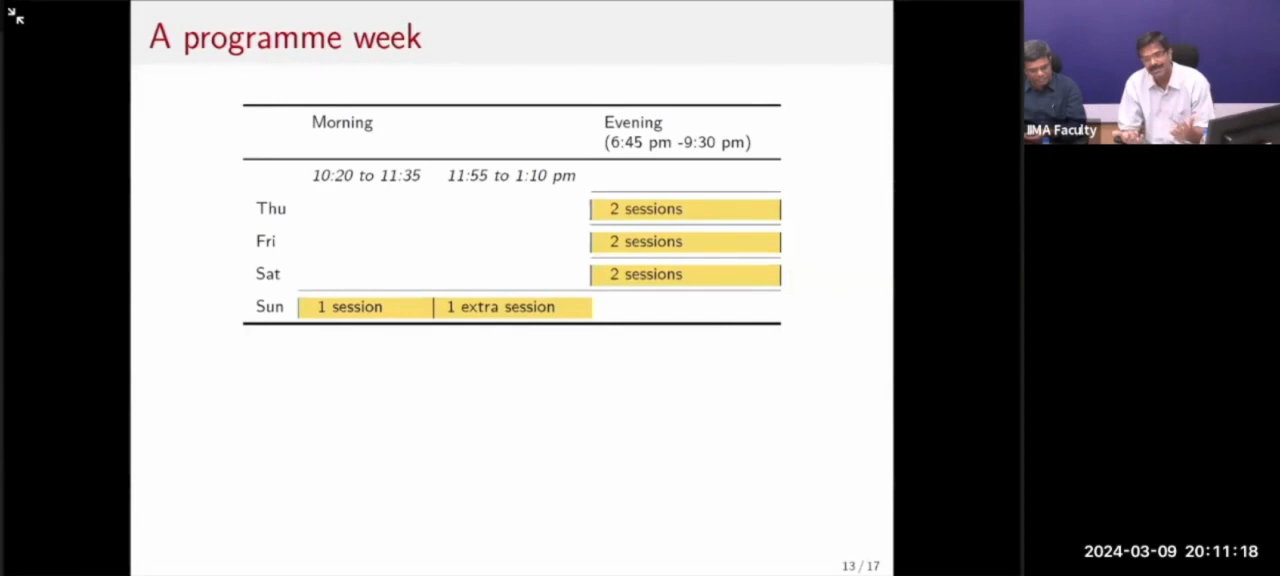 A programme week
Morning Evening
(6:45 pm -9:30 pm)
10:20 to 11:35 11:55 to 1:10 pm
Thu 2 sessions
Fri 2 sessions
Sat 2 sessions
Sun 1 session 1 extra session
13 / 17
IIMA Faculty
2024-03-09 20:11:18